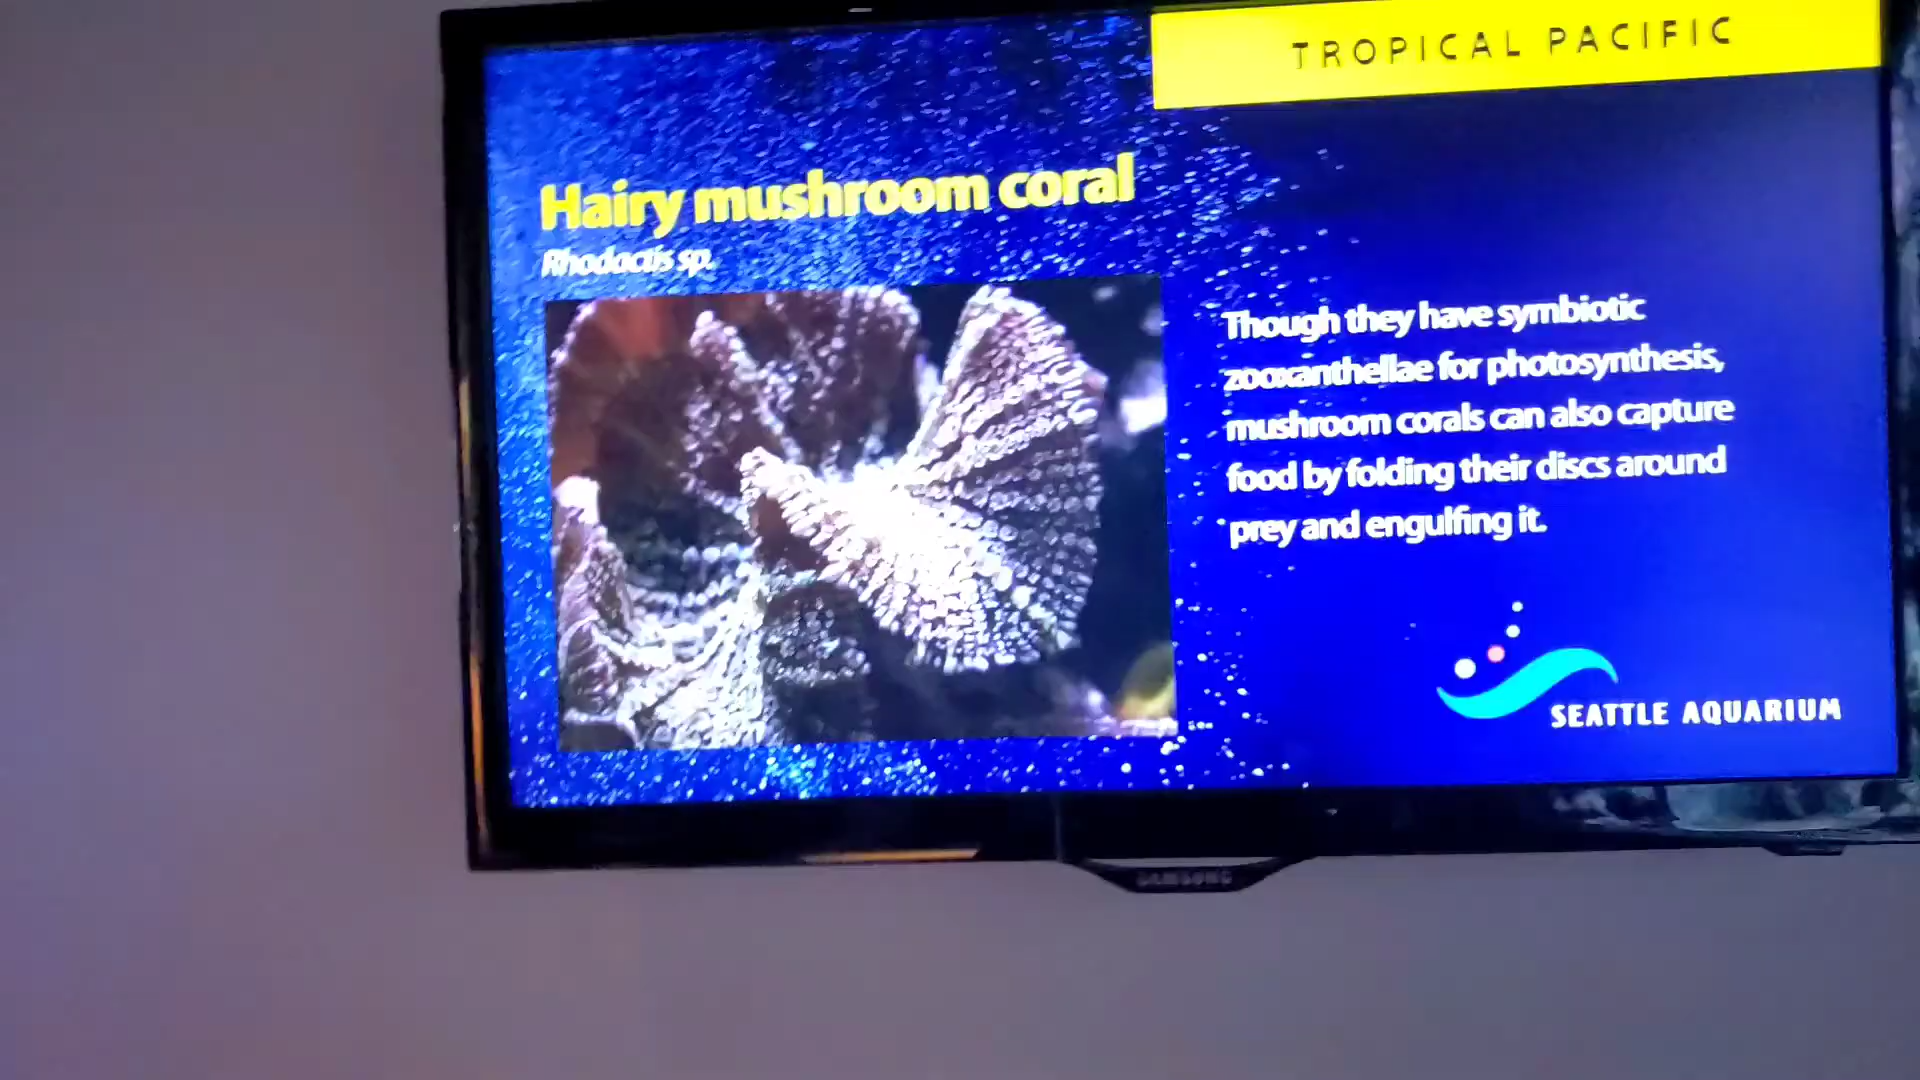 TROPICAL PACIFIC
Hairy mushroom coral
Rhodactis sp.
Though they have symbiotic
zooxanthellae for photosynthesis,
mushroom corals can also capture
food by folding their discs around
prey and engulfing it.
SEATTLE AQUARIUM
SAMSUNG